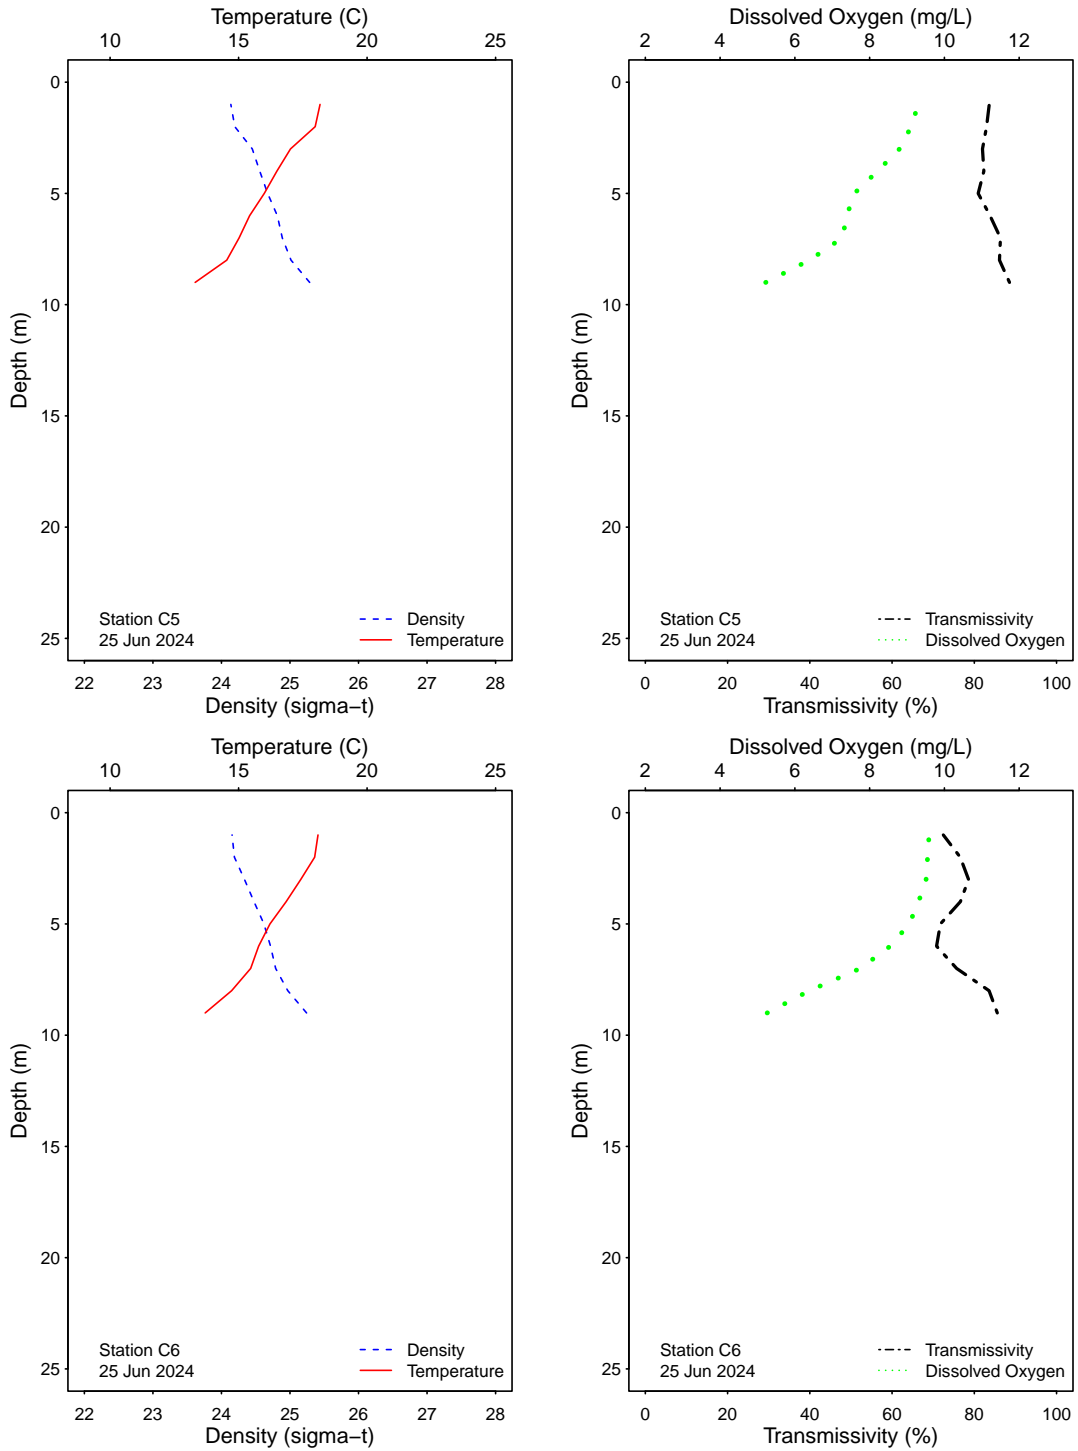 Temperature (C)
10 15 20 25
0
5
10
15
20
25
Depth (m)
Station C5
25 Jun 2024
Density
Temperature
22 23 24 25 26 27 28
Density (sigma−t)
Dissolved Oxygen (mg/L)
2 4 6 8 10 12
0
5
10
15
20
25
Depth (m)
Station C5
25 Jun 2024
Transmissivity
Dissolved Oxygen
0 20 40 60 80 100
Transmissivity (%)
Temperature (C)
10 15 20 25
0
5
10
15
20
25
Depth (m)
Station C6
25 Jun 2024
Density
Temperature
22 23 24 25 26 27 28
Density (sigma−t)
Dissolved Oxygen (mg/L)
2 4 6 8 10 12
0
5
10
15
20
25
Depth (m)
Station C6
25 Jun 2024
Transmissivity
Dissolved Oxygen
0 20 40 60 80 100
Transmissivity (%)